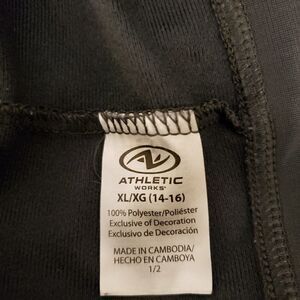 ATHLETIC
WORKS
XL/XG (14-16)
100% Polyester/Poliéster
Exclusive of Decoration
Exclusivo de Decoración
MADE IN CAMBODIA/
HECHO EN CAMBOYA
1/2